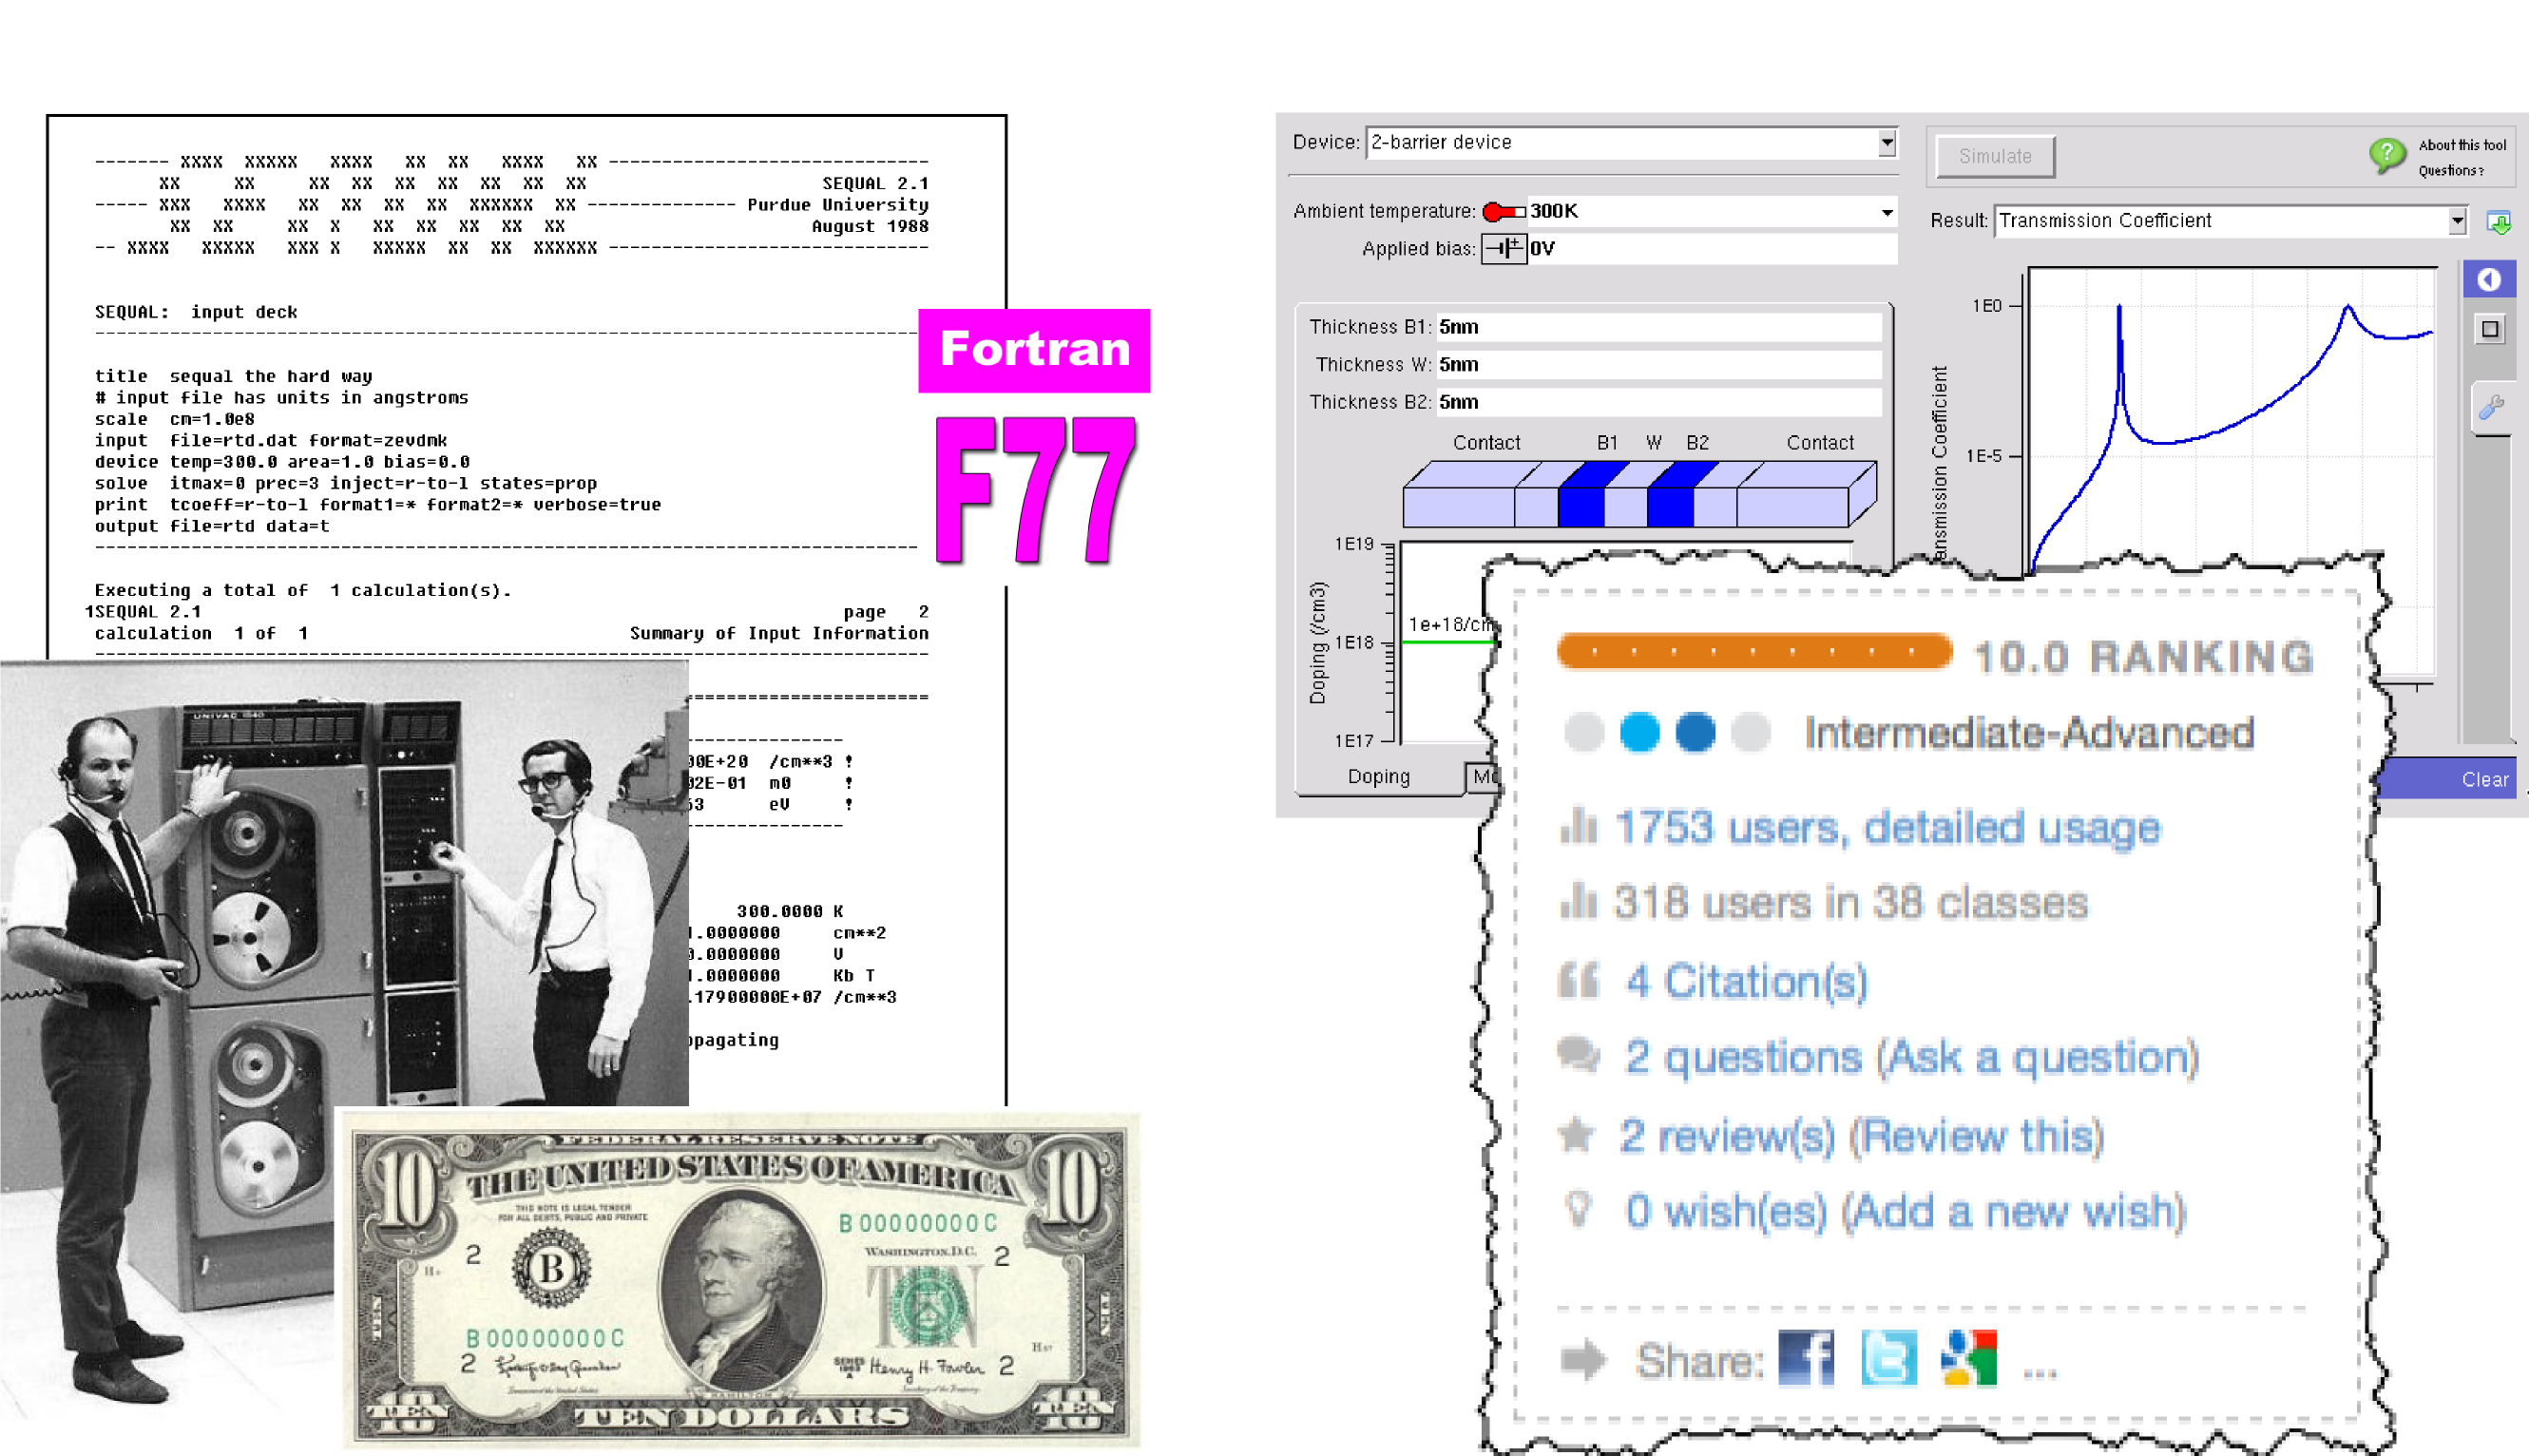 ------- XXXX  XXXXX   XXXX   XX  XX   XXXX   XX ------------------------------
XX     XX     XX  XX  XX  XX  XX  XX  XX SEQUAL 2.1
----- XXX   XXXX   XX  XX  XX  XX  XXXXXX  XX -------------- Purdue University
XX  XX     XX  X   XX  XX  XX  XX  XX August 1988
-- XXXX   XXXXX   XXX X   XXXXX  XX  XX  XXXXXX ------------------------------
SEQUAL:  input deck
title  sequal the hard way
# input file has units in angstroms
scale  cm=1.0e8
input  file=rtd.dat format=zevdmk
device temp=300.0 area=1.0 bias=0.0
solve  itmax=0 prec=3 inject=r-to-l states=prop
print  tcoeff=r-to-l format1=* format2=* verbose=true
output file=rtd data=t
Executing a total of  1 calculation(s).
1SEQUAL 2.1 page   2
calculation  1 of  1 Summary of Input Information
00E+20  /cm**3 !
02E-01  m0 !
63 eV !
300.0000 K
1.0000000 cm**2
0.0000000 V
1.0000000 Kb T
.17900000E+07 /cm**3
opagating
Fortran
F77
UNIVAC 1540
FEDERAL RESERVE NOTE
THE UNITED STATES OF AMERICA
10
10
THIS NOTE IS LEGAL TENDER
FOR ALL DEBTS, PUBLIC AND PRIVATE
B 00000000 C
WASHINGTON, D.C.
2
2
B
TEN
B 00000000 C
2
SERIES
Henry H. Fowler
2
HAMILTON
TEN
TEN
10
TEN
TEN DOLLARS
10
TEN
Device: 2-barrier device
Ambient temperature: 300K
Applied bias: 0V
Thickness B1: 5nm
Thickness W: 5nm
Thickness B2: 5nm
Contact B1 W B2 Contact
1E19
1E18
1E17
Doping (/cm3)
1e+18/cm
Doping
Mo
Simulate
?
About this tool
Questions?
Result: Transmission Coefficient
1E0
1E-5
ansmission Coefficient
Clear
10.0 RANKING
Intermediate-Advanced
1753 users, detailed usage
318 users in 38 classes
4 Citation(s)
2 questions (Ask a question)
2 review(s) (Review this)
0 wish(es) (Add a new wish)
Share: f t g ...